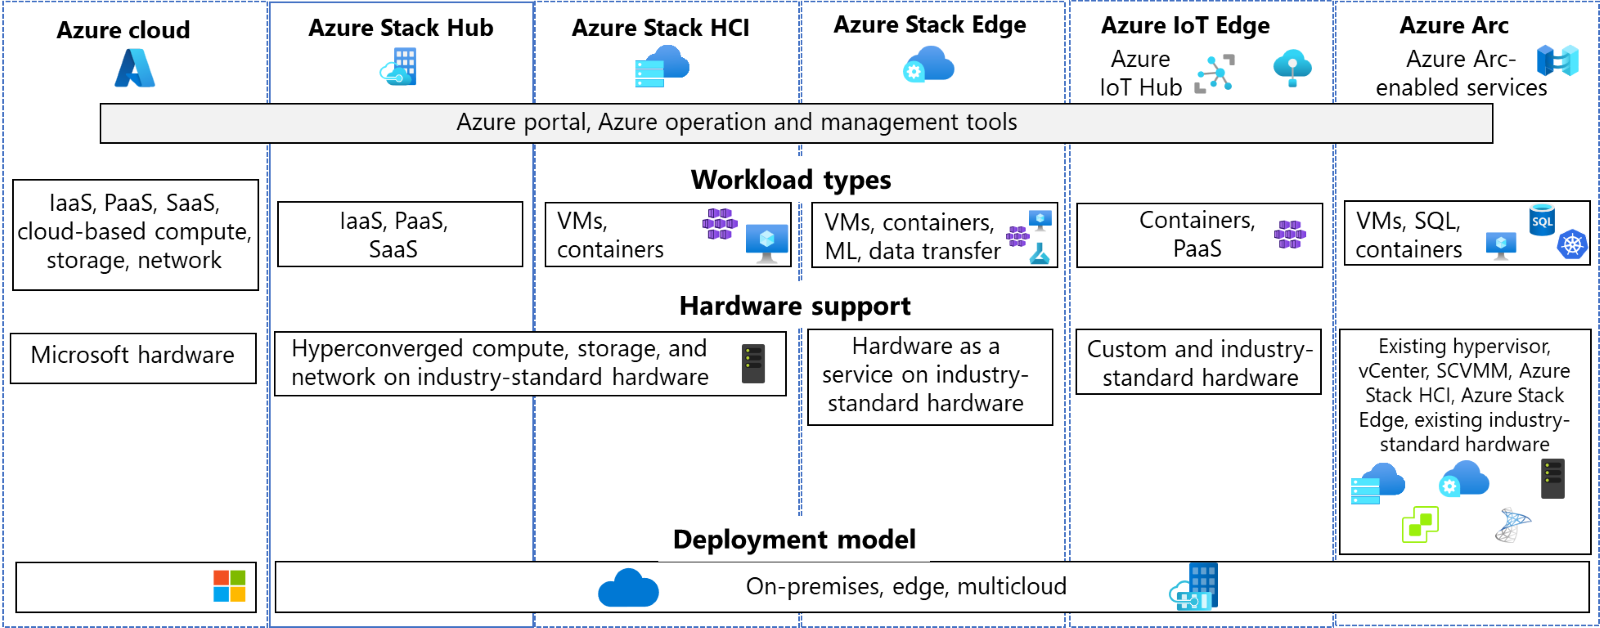 Azure cloud
Azure Stack Hub
Azure Stack HCI
Azure Stack Edge
Azure IoT Edge
Azure
IoT Hub
Azure Arc
Azure Arc-
enabled services
Azure portal, Azure operation and management tools
Workload types
IaaS, PaaS, SaaS,
cloud-based compute,
storage, network
IaaS, PaaS,
SaaS
VMs,
containers
VMs, containers,
ML, data transfer
Containers,
PaaS
VMs, SQL,
containers
SQL
Hardware support
Microsoft hardware
Hyperconverged compute, storage, and
network on industry-standard hardware
Hardware as a
service on industry-
standard hardware
Custom and industry-
standard hardware
Existing hypervisor,
vCenter, SCVMM, Azure
Stack HCI, Azure Stack
Edge, existing industry-
standard hardware
Deployment model
On-premises, edge, multicloud